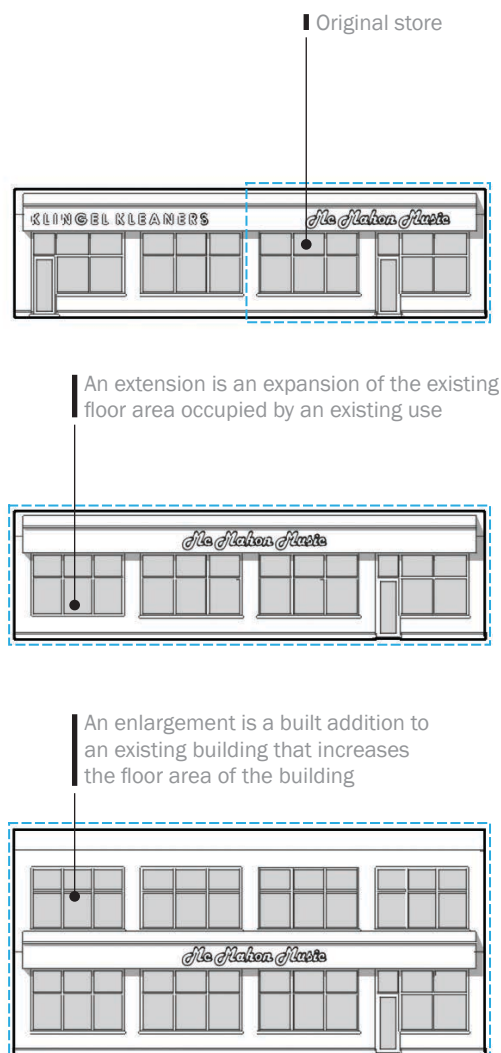 Original store
KLINGEL KLEANERS
Mc Mahon Music
An extension is an expansion of the existing
floor area occupied by an existing use
Mc Mahon Music
An enlargement is a built addition to
an existing building that increases
the floor area of the building
Mc Mahon Music